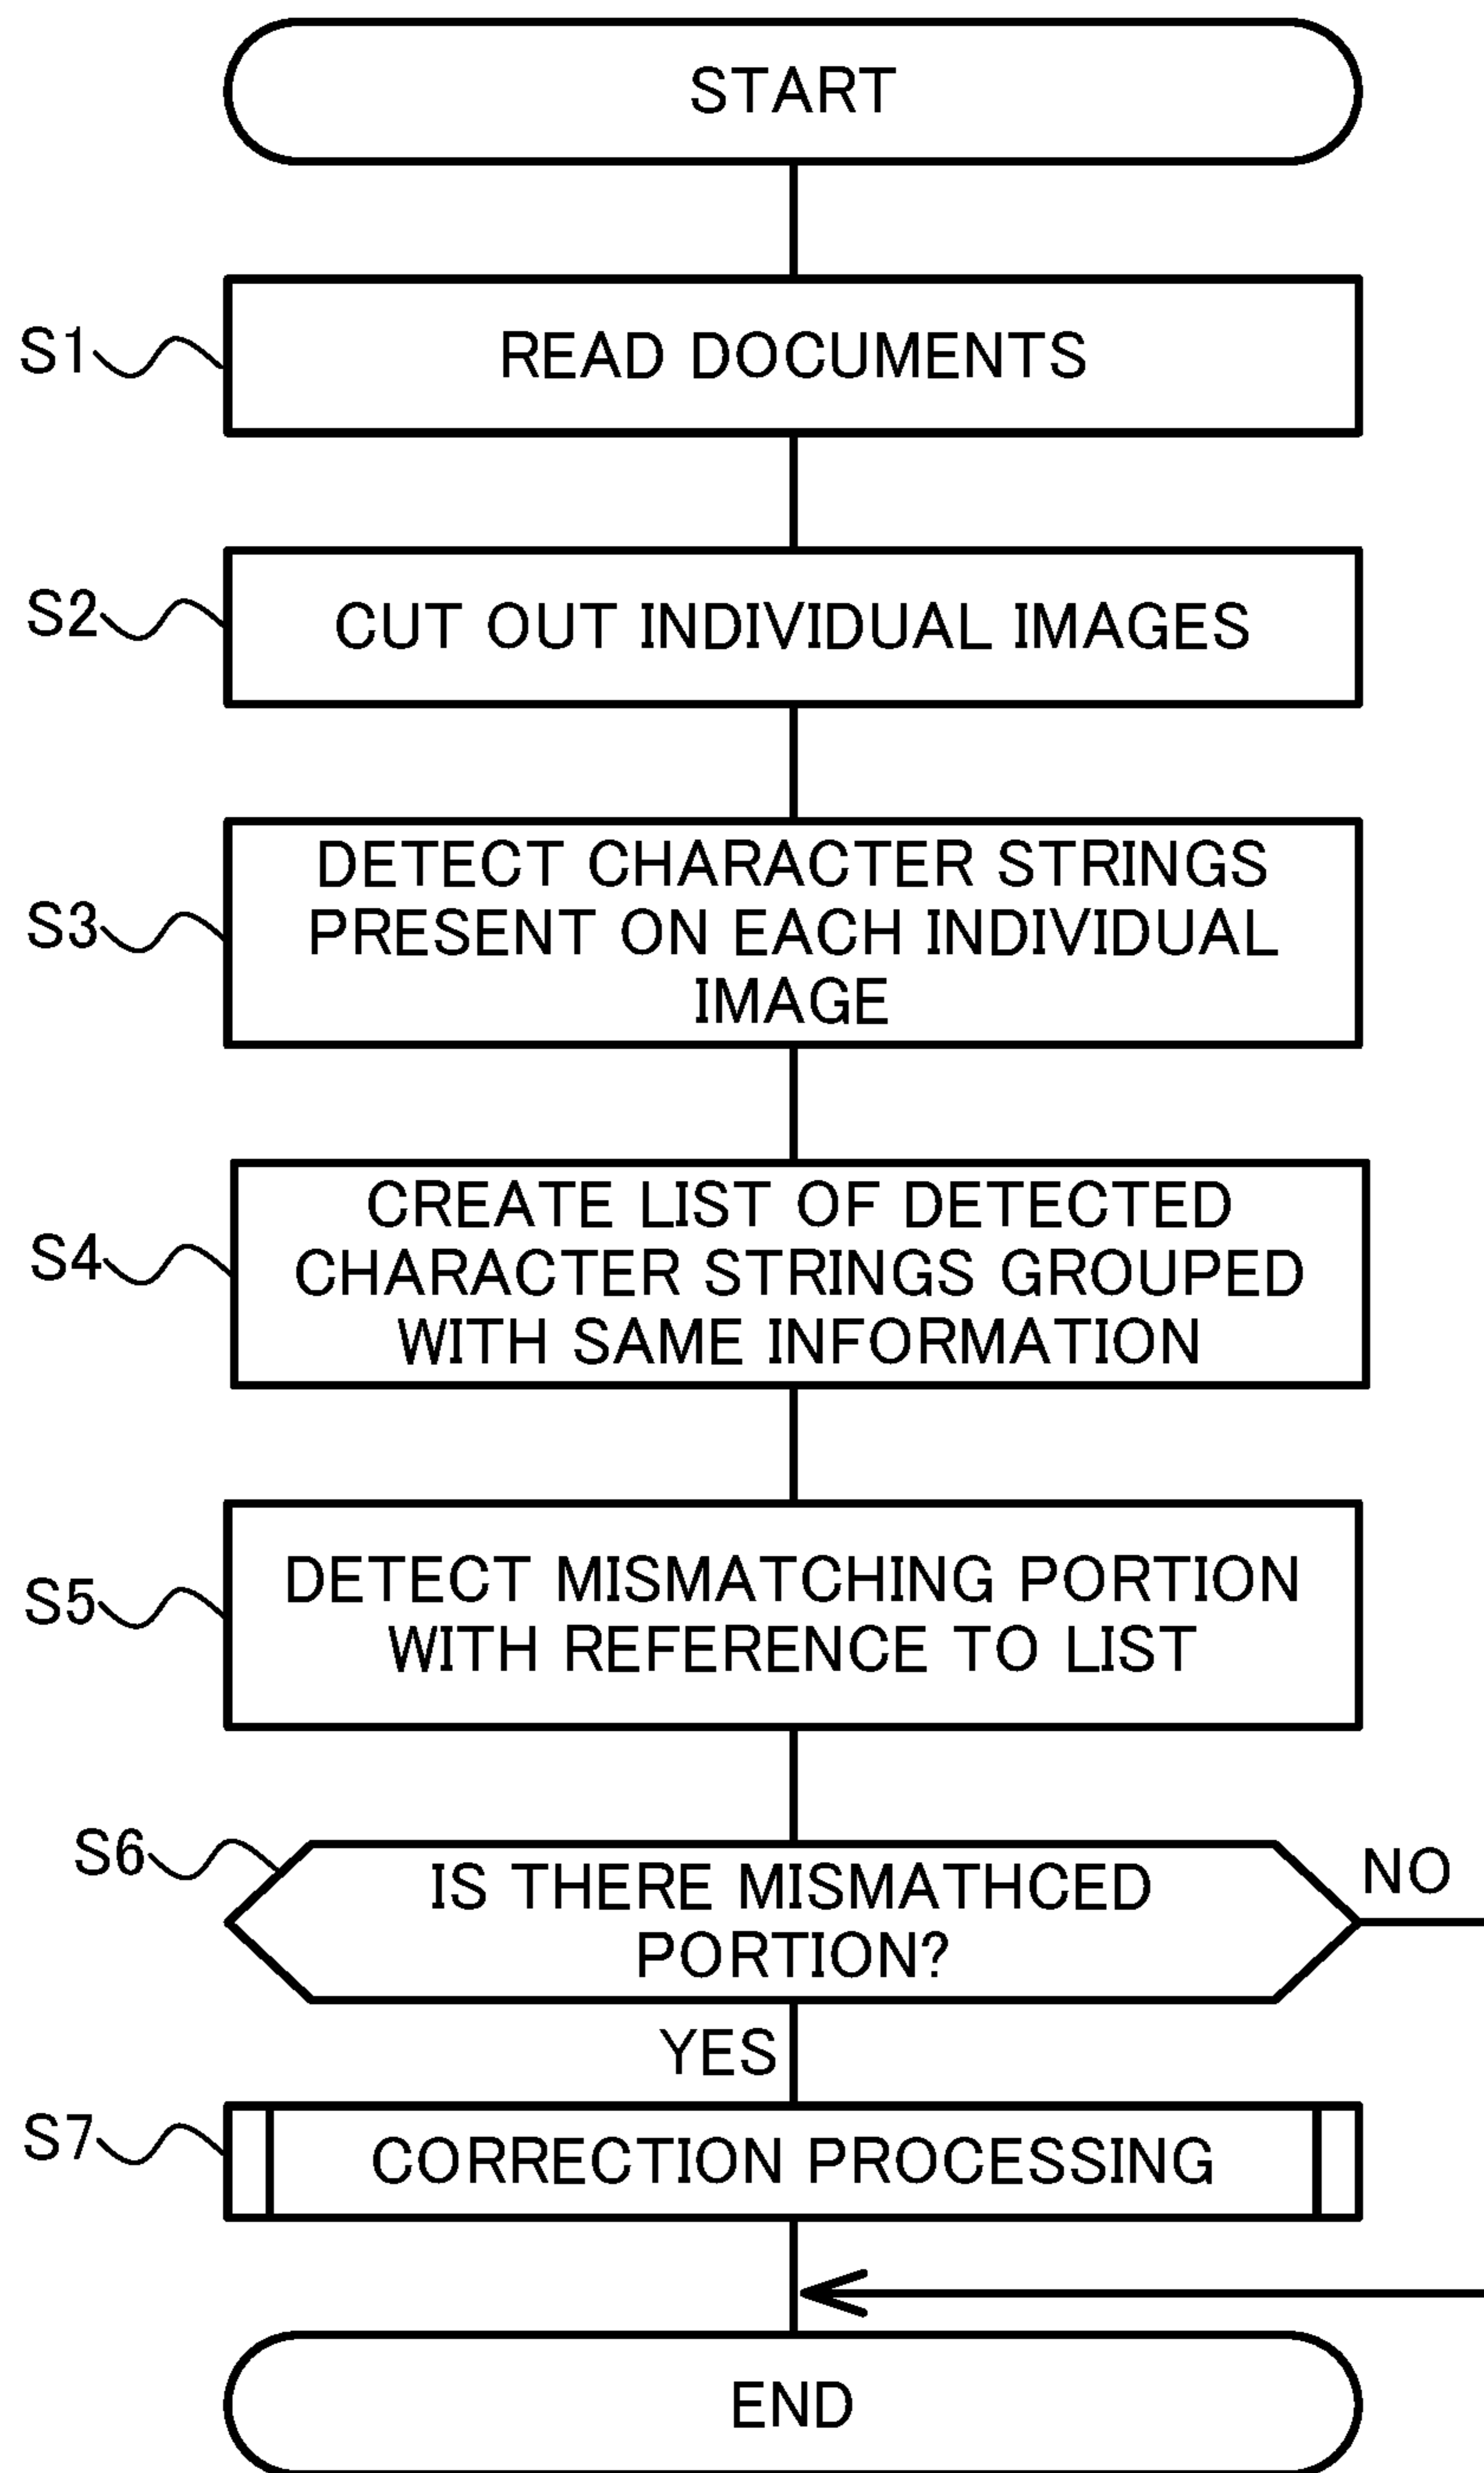 START
S1
READ DOCUMENTS
S2
CUT OUT INDIVIDUAL IMAGES
S3
DETECT CHARACTER STRINGS
PRESENT ON EACH INDIVIDUAL
IMAGE
S4
CREATE LIST OF DETECTED
CHARACTER STRINGS GROUPED
WITH SAME INFORMATION
S5
DETECT MISMATCHING PORTION
WITH REFERENCE TO LIST
S6
IS THERE MISMATHCED
PORTION?
NO
YES
S7
CORRECTION PROCESSING
END